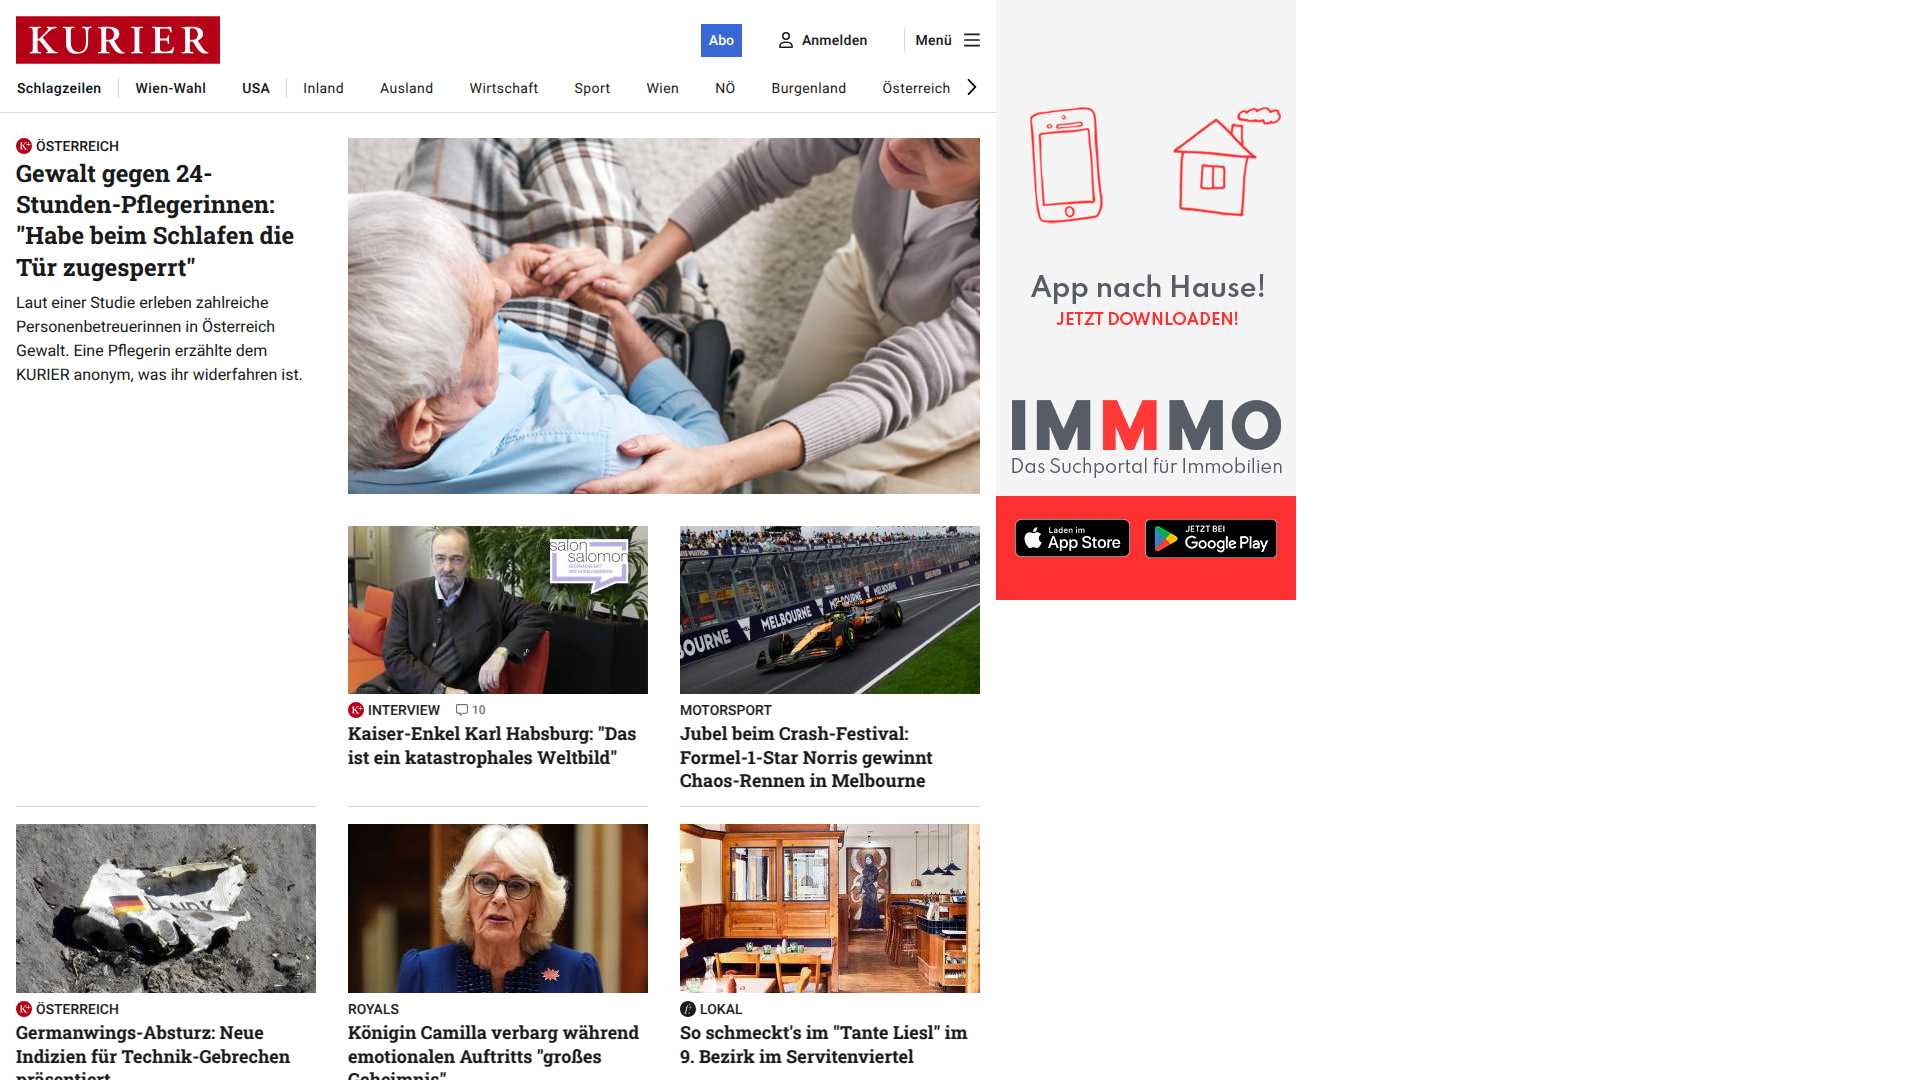 KURIER
Abo
Anmelden
Menü
Schlagzeilen
Wien-Wahl
USA
Inland
Ausland
Wirtschaft
Sport
Wien
NÖ
Burgenland
Österreich
ÖSTERREICH
Gewalt gegen 24-
Stunden-Pflegerinnen:
"Habe beim Schlafen die
Tür zugesperrt"
Laut einer Studie erleben zahlreiche
Personenbetreuerinnen in Österreich
Gewalt. Eine Pflegerin erzählte dem
KURIER anonym, was ihr widerfahren ist.
App nach Hause!
JETZT DOWNLOADEN!
IMMMO
Das Suchportal für Immobilien
Laden im
App Store
JETZT BEI
Google Play
salon
salomon
INTERVIEW
10
Kaiser-Enkel Karl Habsburg: "Das
ist ein katastrophales Weltbild"
MELBOURNE
MOTORSPORT
Jubel beim Crash-Festival:
Formel-1-Star Norris gewinnt
Chaos-Rennen in Melbourne
ÖSTERREICH
Germanwings-Absturz: Neue
Indizien für Technik-Gebrechen
präsentiert
ROYALS
Königin Camilla verbarg während
emotionalen Auftritts "großes
Geheimnis"
LOKAL
So schmeckt's im "Tante Liesl" im
9. Bezirk im Servitenviertel